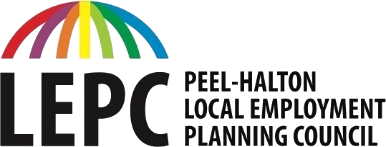 LEPC
PEEL-HALTON
LOCAL EMPLOYMENT
PLANNING COUNCIL